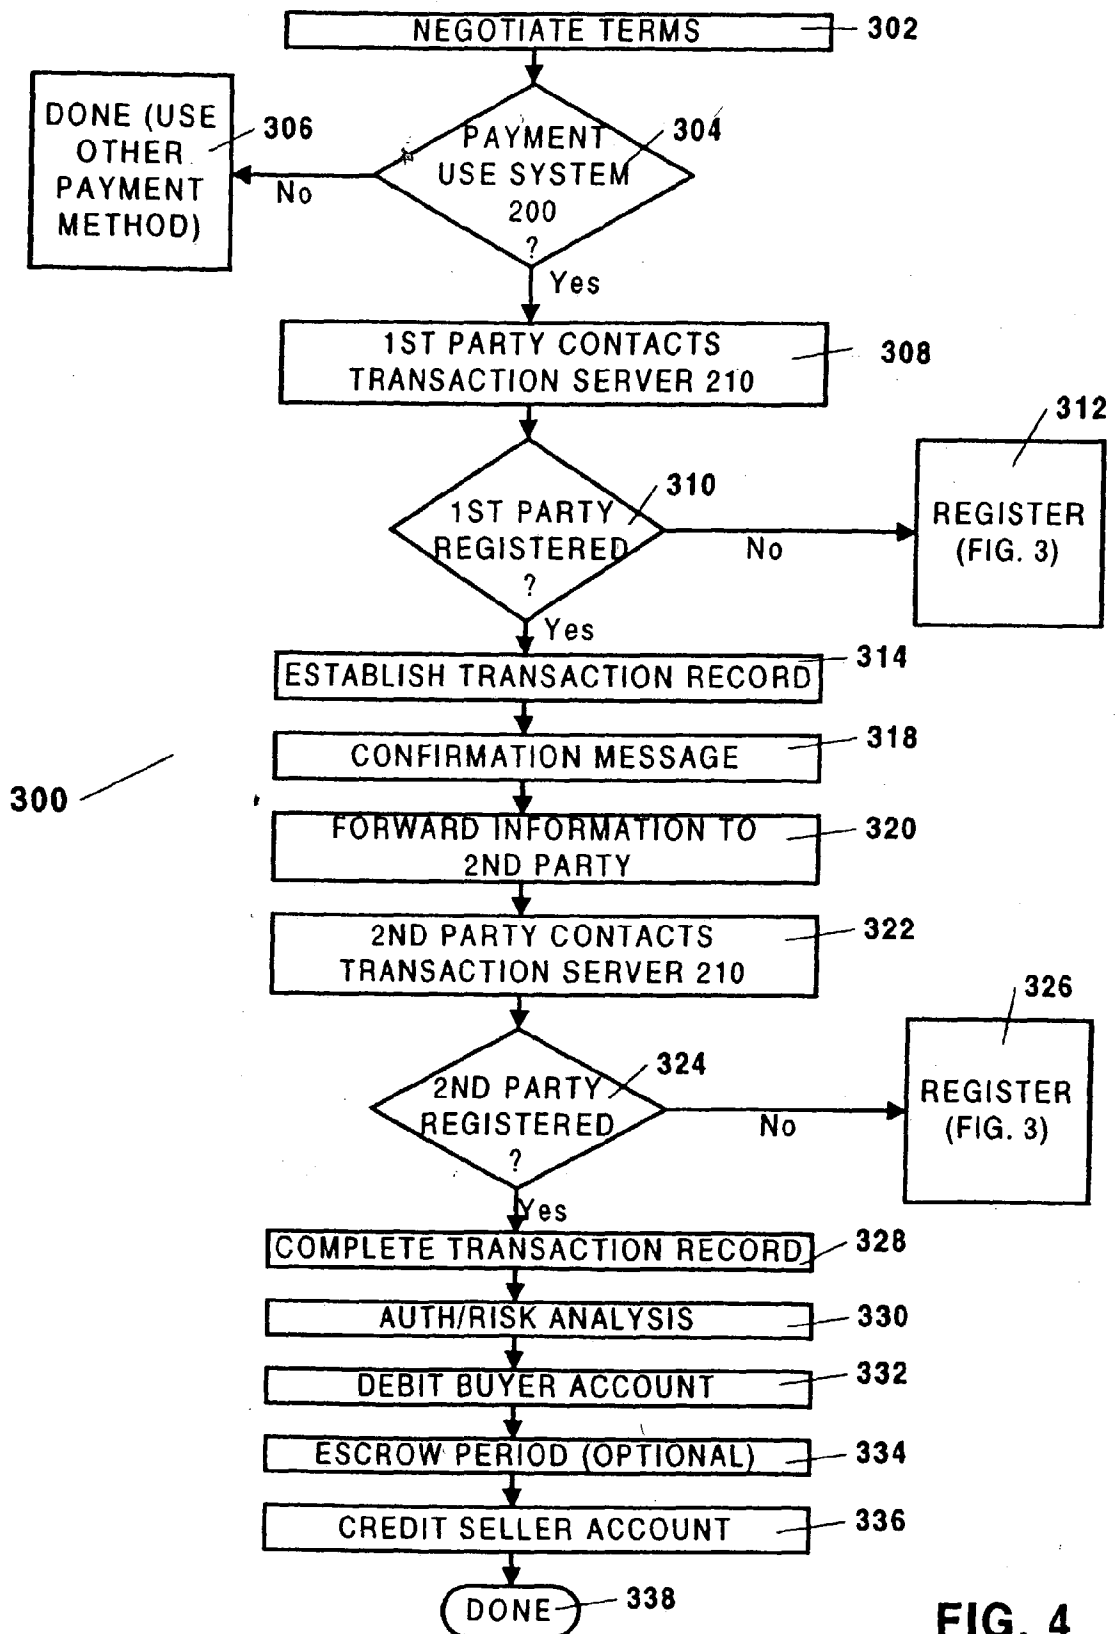 NEGOTIATE TERMS
302
DONE (USE
OTHER
PAYMENT
METHOD)
306
No
PAYMENT
USE SYSTEM
200
?
304
Yes
1ST PARTY CONTACTS
TRANSACTION SERVER 210
308
312
1ST PARTY
REGISTERED
?
310
No
REGISTER
(FIG. 3)
Yes
ESTABLISH TRANSACTION RECORD
314
CONFIRMATION MESSAGE
318
300
FORWARD INFORMATION TO
2ND PARTY
320
2ND PARTY CONTACTS
TRANSACTION SERVER 210
322
326
2ND PARTY
REGISTERED
?
324
No
REGISTER
(FIG. 3)
Yes
COMPLETE TRANSACTION RECORD
328
AUTH/RISK ANALYSIS
330
DEBIT BUYER ACCOUNT
332
ESCROW PERIOD (OPTIONAL)
334
CREDIT SELLER ACCOUNT
336
DONE
338
FIG. 4